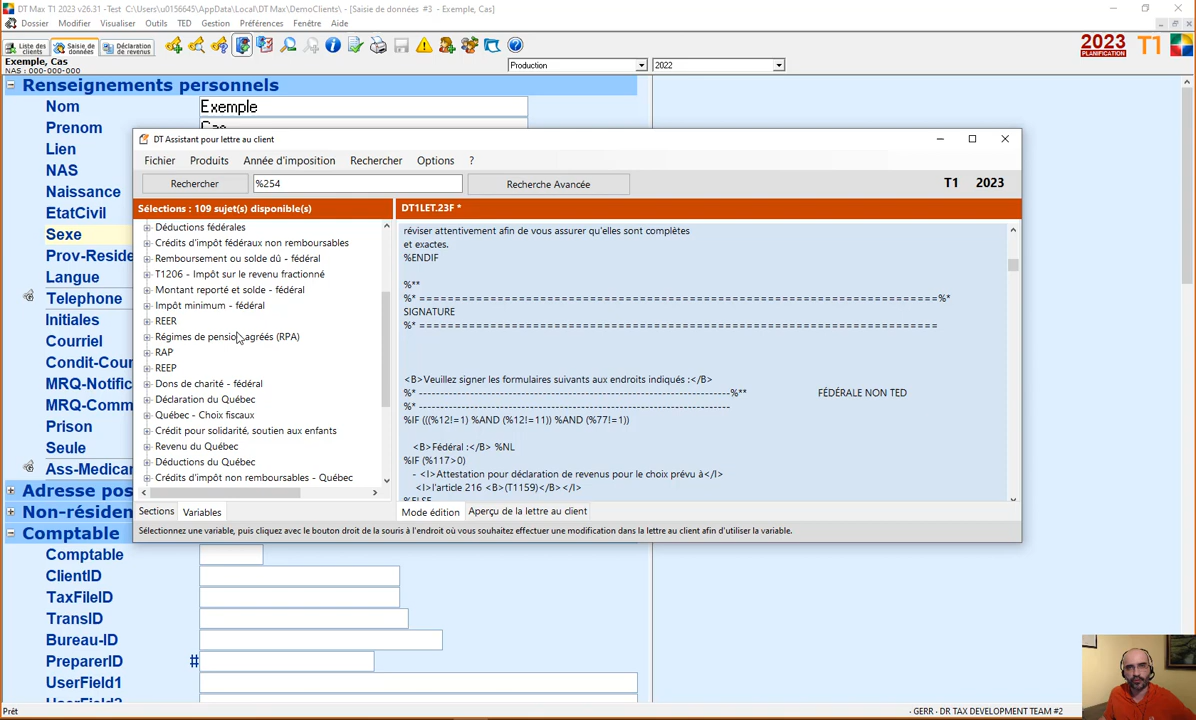 DT Max T1 v26.31 -Test C:\Users\u0156645\AppData\Local\DT Max\DemoClients\ - [Saisie de données #3 - Exemple, Cas]
Dossier Modifier Visualiser Outils TED Gestion Préférences Fenêtre Aide
Liste des clients Saisie de données Déclaration de revenus
2023 PLANIFICATION T1
Exemple, Cas
NAS : 000-000-000
Production 2022
Renseignements personnels
Nom Exemple
Prenom Cas
Lien
NAS
Naissance
EtatCivil
Sexe
Prov-Reside
Langue
Telephone
Initiales
Courriel
Condit-Cour
MRQ-Notific
MRQ-Comm
Prison
Seule
Ass-Medicar
Adresse pos
Non-résiden
Comptable
Comptable
ClientID
TaxFileID
TransID
Bureau-ID
PreparerID #
UserField1
DT Assistant pour lettre au client
Fichier Produits Année d'imposition Rechercher Options ?
Rechercher %254 Recherche Avancée T1 2023
Sélections : 109 sujet(s) disponible(s)
Déductions fédérales
Crédits d'impôt fédéraux non remboursables
Remboursement ou solde dû - fédéral
T1206 - Impôt sur le revenu fractionné
Montant reporté et solde - fédéral
Impôt minimum - fédéral
REER
Régimes de pension agréés (RPA)
RAP
REEP
Dons de charité - fédéral
Déclaration du Québec
Québec - Choix fiscaux
Crédit pour solidarité, soutien aux enfants
Revenu du Québec
Déductions du Québec
Crédits d'impôt non remboursables - Québec
Sections Variables
DT1LET.23F *
réviser attentivement afin de vous assurer qu'elles sont complètes
et exactes.
%ENDIF
%**
%* =========================================================%*
SIGNATURE
%* =========================================================
<B>Veuillez signer les formulaires suivants aux endroits indiqués :</B>
%* ----------------------------------------------------%** FÉDÉRALE NON TED
%* ----------------------------------------------------
%IF (((%12!=1) %AND (%12!=11)) %AND (%77!=1))
<B>Fédéral :</B> %NL
%IF (%117>0)
- <I>Attestation pour déclaration de revenus pour le choix prévu à</I>
<I>l'article 216 <B>(T1159)</B></I>
%ELSE
Mode édition Aperçu de la lettre au client
Sélectionnez une variable, puis cliquez avec le bouton droit de la souris à l'endroit où vous souhaitez effectuer une modification dans la lettre au client afin d'utiliser la variable.
Prêt - GERR - DR TAX DEVELOPMENT TEAM #2